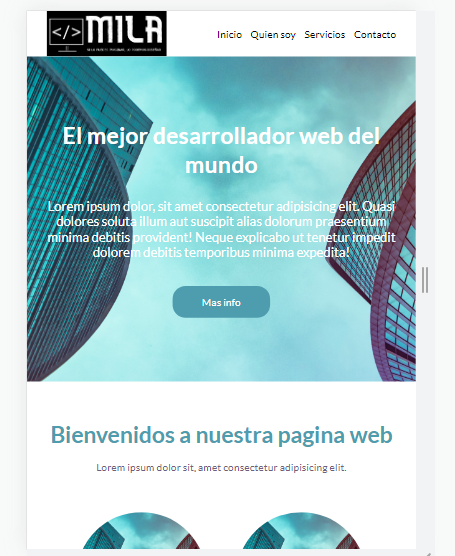 </> MILA
Inicio Quien soy Servicios Contacto
El mejor desarrollador web del
mundo
Lorem ipsum dolor, sit amet consectetur adipisicing elit. Quasi
dolores soluta illum aut suscipit alias dolorum praesentium
minima debitis provident! Neque explicabo ut tenetur impedit
dolorem debitis temporibus minima expedita!
Mas info
Bienvenidos a nuestra pagina web
Lorem ipsum dolor sit, amet consectetur adipisicing elit.